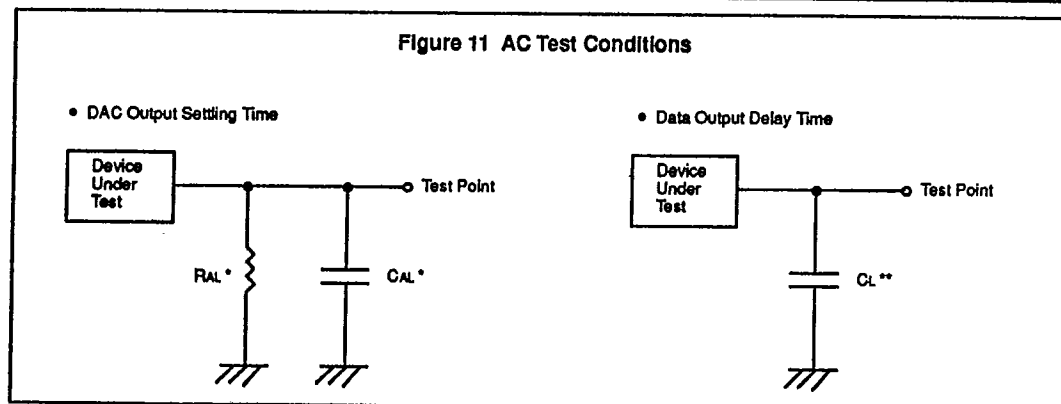 Figure 11 AC Test Conditions
• DAC Output Settling Time
Device
Under
Test
Test Point
RAL *
CAL *
• Data Output Delay Time
Device
Under
Test
Test Point
CL **